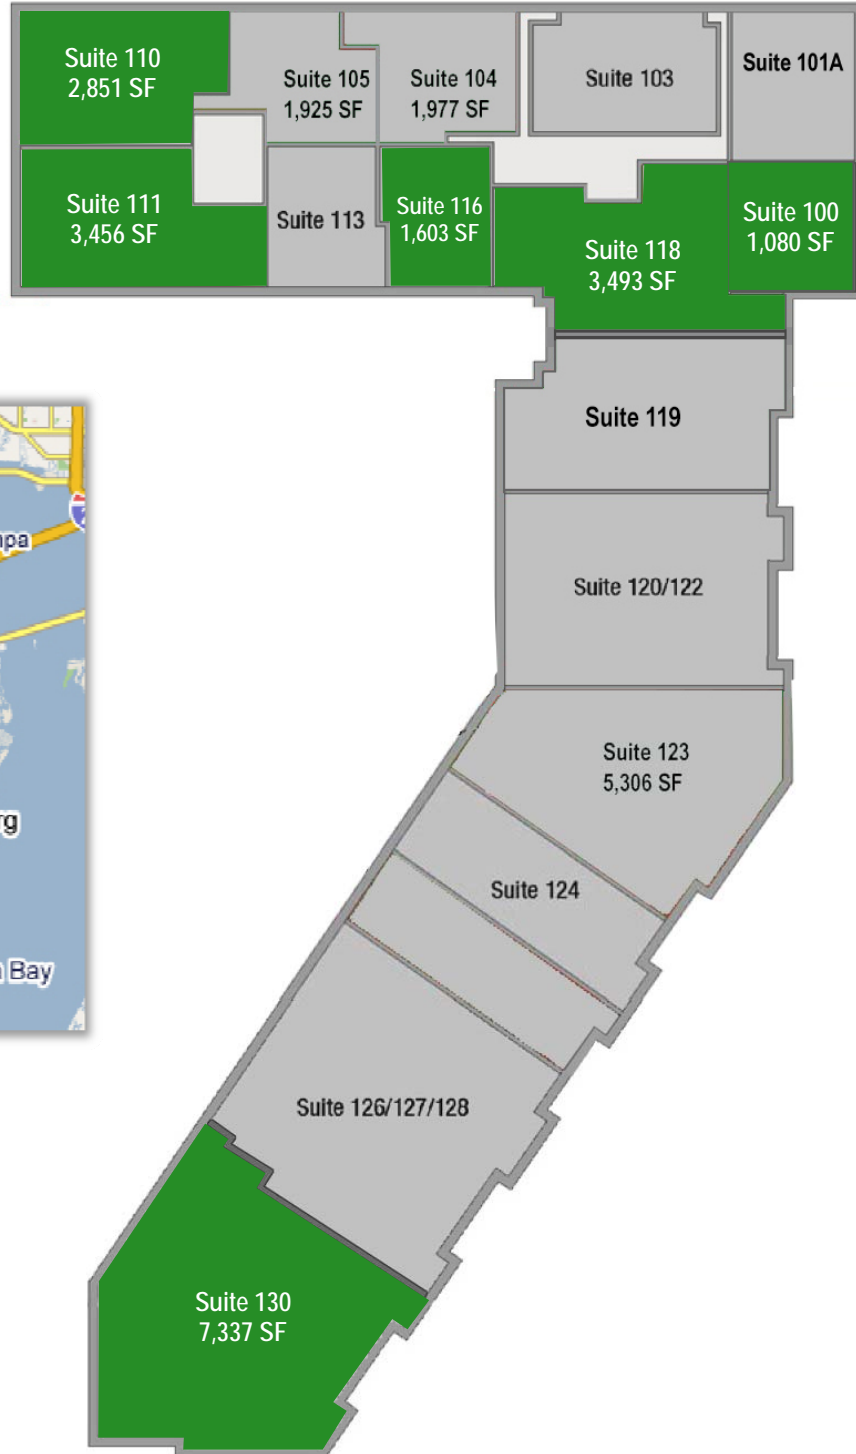 Suite 110
2,851 SF
Suite 105
1,925 SF
Suite 104
1,977 SF
Suite 103
Suite 101A
Suite 111
3,456 SF
Suite 113
Suite 116
1,603 SF
Suite 118
3,493 SF
Suite 100
1,080 SF
Suite 119
Suite 120/122
Suite 123
5,306 SF
Suite 124
Suite 126/127/128
Suite 130
7,337 SF
Bay